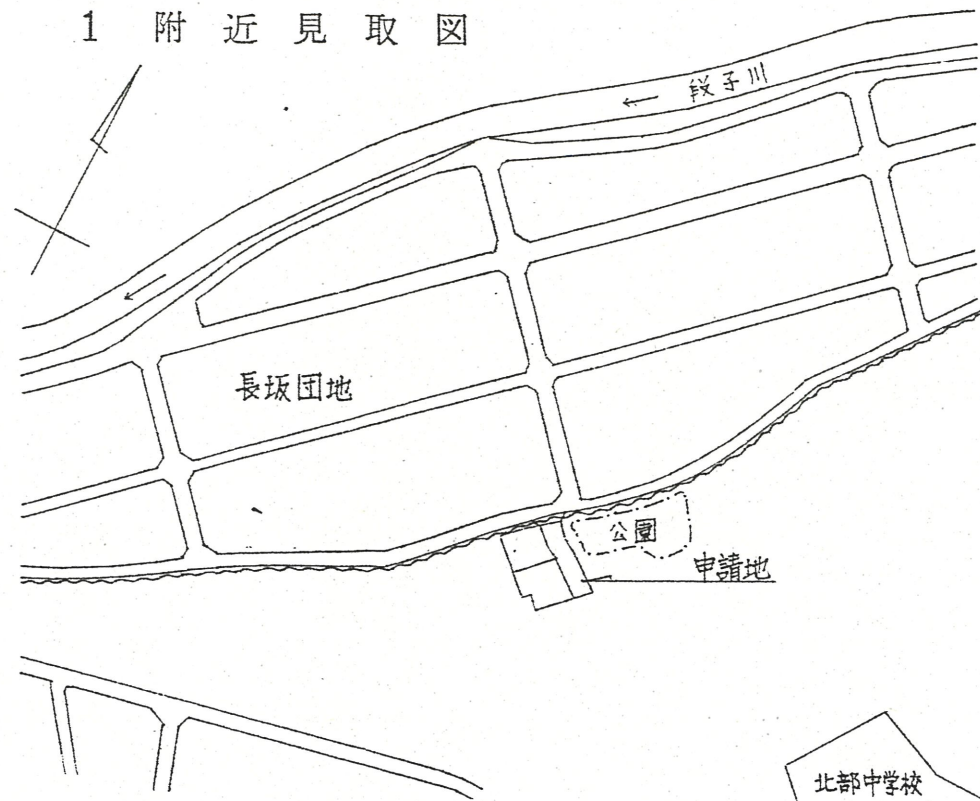 1 附近見取図
段子川
長坂団地
公園
申請地
北部中学校